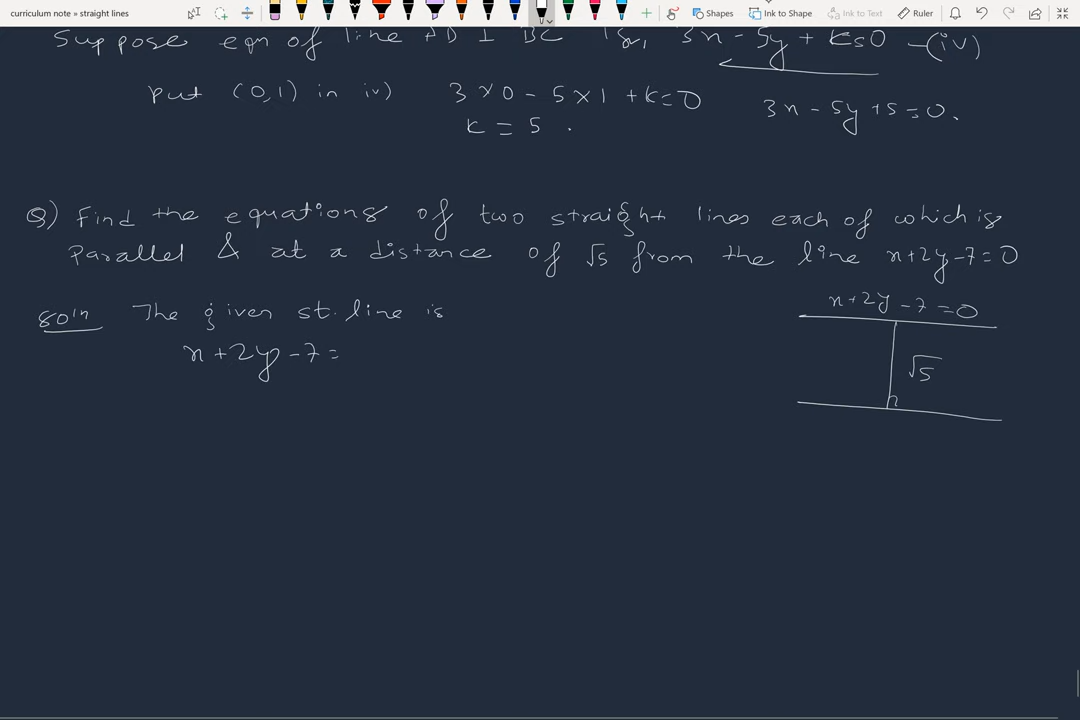 curriculum note » straight lines
Shapes Ink to Shape Ink to Text Ruler
Suppose eqn of line AD ⊥ BC is, 3x - 5y + k = 0 —(iv)
put (0,1) in iv) 3 × 0 - 5 × 1 + k = 0
k = 5 .
3x - 5y + 5 = 0.
Q) Find the equations of two straight lines each of which is
parallel & at a distance of √5 from the line x+2y-7=0
Soln The given st. line is
x+2y-7=
x+2y-7=0
√5